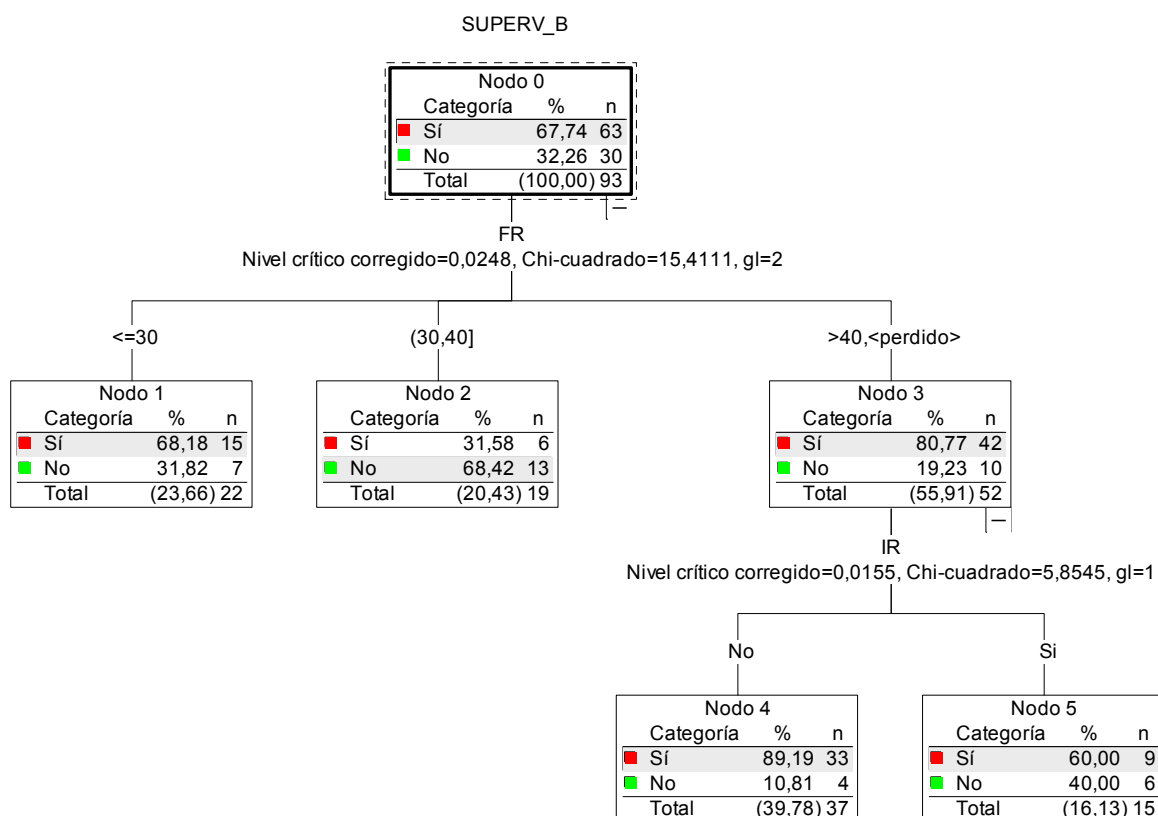 SUPERV_B
Nodo 0
Categoría % n
Sí 67,74 63
No 32,26 30
Total (100,00) 93
FR
Nivel crítico corregido=0,0248, Chi-cuadrado=15,4111, gl=2
<=30
(30,40]
>40,<perdido>
Nodo 1
Categoría % n
Sí 68,18 15
No 31,82 7
Total (23,66) 22
Nodo 2
Categoría % n
Sí 31,58 6
No 68,42 13
Total (20,43) 19
Nodo 3
Categoría % n
Sí 80,77 42
No 19,23 10
Total (55,91) 52
IR
Nivel crítico corregido=0,0155, Chi-cuadrado=5,8545, gl=1
No
Si
Nodo 4
Categoría % n
Sí 89,19 33
No 10,81 4
Total (39,78) 37
Nodo 5
Categoría % n
Sí 60,00 9
No 40,00 6
Total (16,13) 15